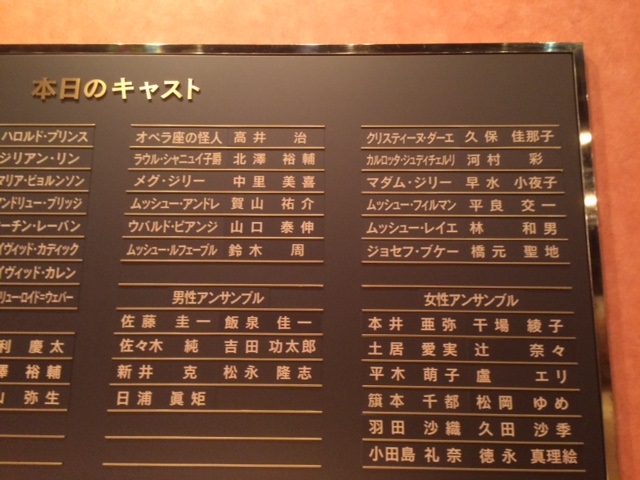 本日のキャスト
ハロルド・プリンス
ジリアン・リン
マリア・ビョルンソン
アンドリュー・ブリッジ
マーチン・レーバン
イヴィッド・カディック
イヴィッド・カレン
リュー・ロイド=ウェバー
利 慶太
澤 裕輔
山 弥生
オペラ座の怪人 高井 治
ラウル・シャニュイ子爵 北澤 裕輔
メグ・ジリー 中里 美喜
ムッシュー・アンドレ 賀山 祐介
ウバルド・ピアンジ 山口 泰伸
ムッシュー・ルフェーブル 鈴木 周
男性アンサンブル
佐藤 圭一 飯泉 佳一
佐々木 純 吉田 功太郎
新井 克 松永 隆志
日浦 眞矩
クリスティーヌ・ダーエ 久保 佳那子
カルロッタ・ジュディチェルリ 河村 彩
マダム・ジリー 早水 小夜子
ムッシュー・フィルマン 平良 交一
ムッシュー・レイエ 林 和男
ジョセフ・ブケー 橋元 聖地
女性アンサンブル
本井 亜弥 干場 綾子
土居 愛実 辻 奈々
平木 萌子 盧 エリ
籏本 千都 松岡 ゆめ
羽田 沙織 久田 沙季
小田島 礼奈 徳永 真理絵